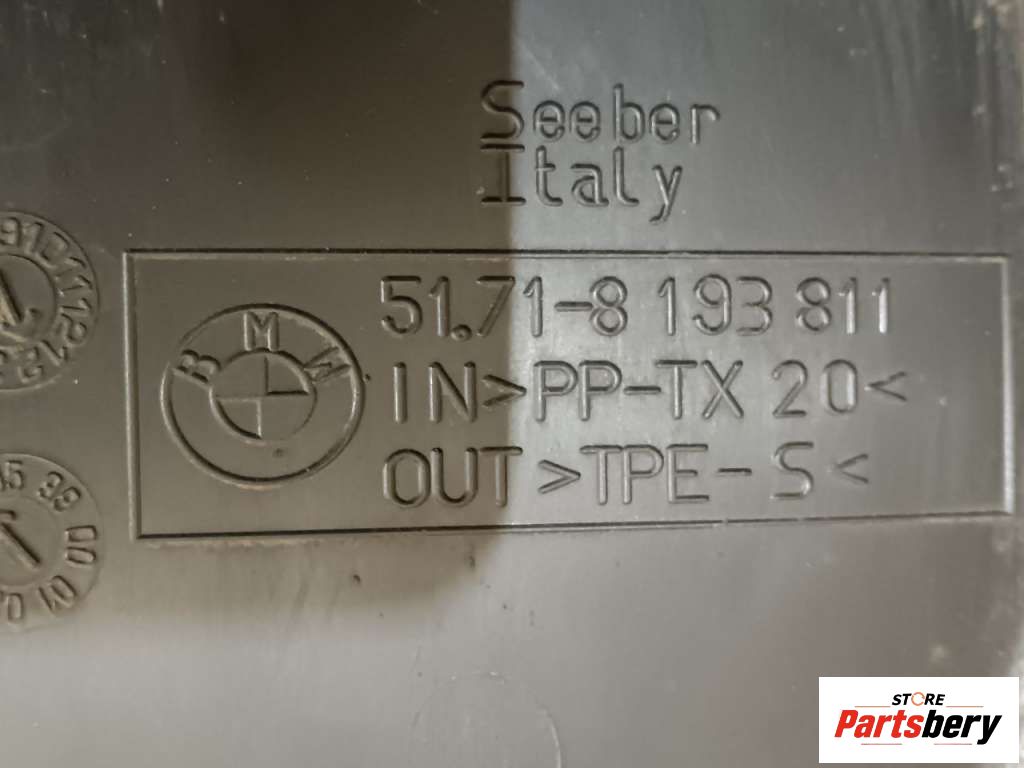 Seeber
Italy
51.71-8 193 811
BMW
IN>PP-TX 20<
OUT>TPE-S<
STORE
Partsbery